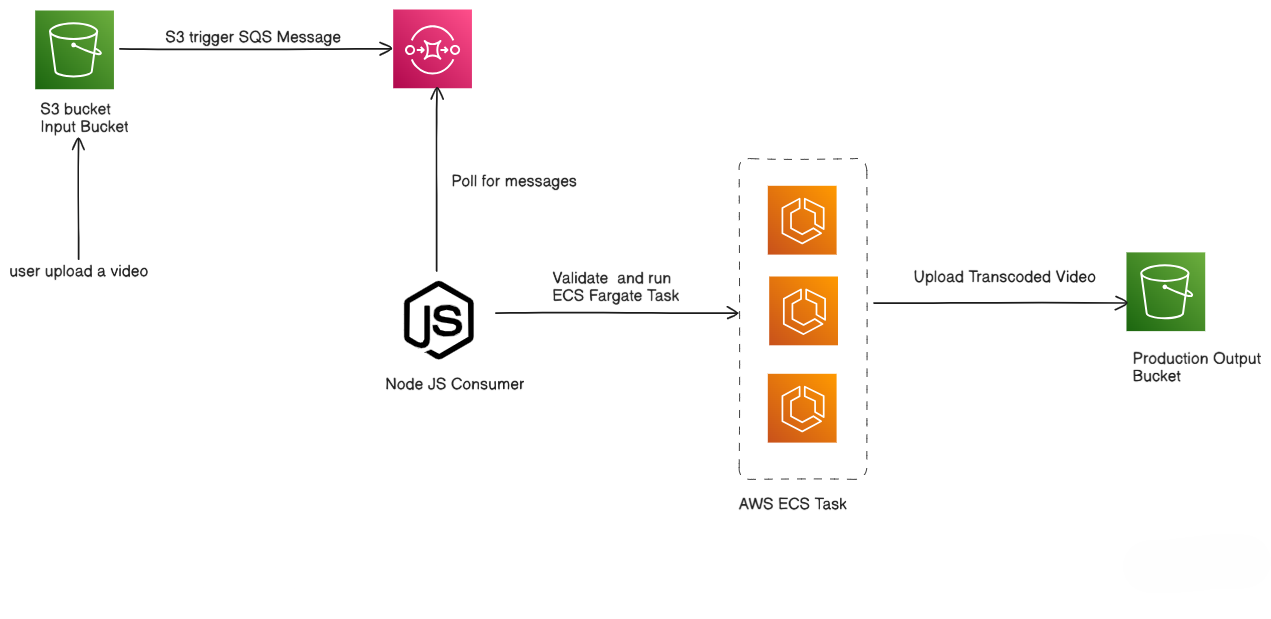 S3 trigger SQS Message
S3 bucket
Input Bucket
Poll for messages
user upload a video
Validate and run
ECS Fargate Task
Upload Transcoded Video
JS
Node JS Consumer
Production Output
Bucket
AWS ECS Task